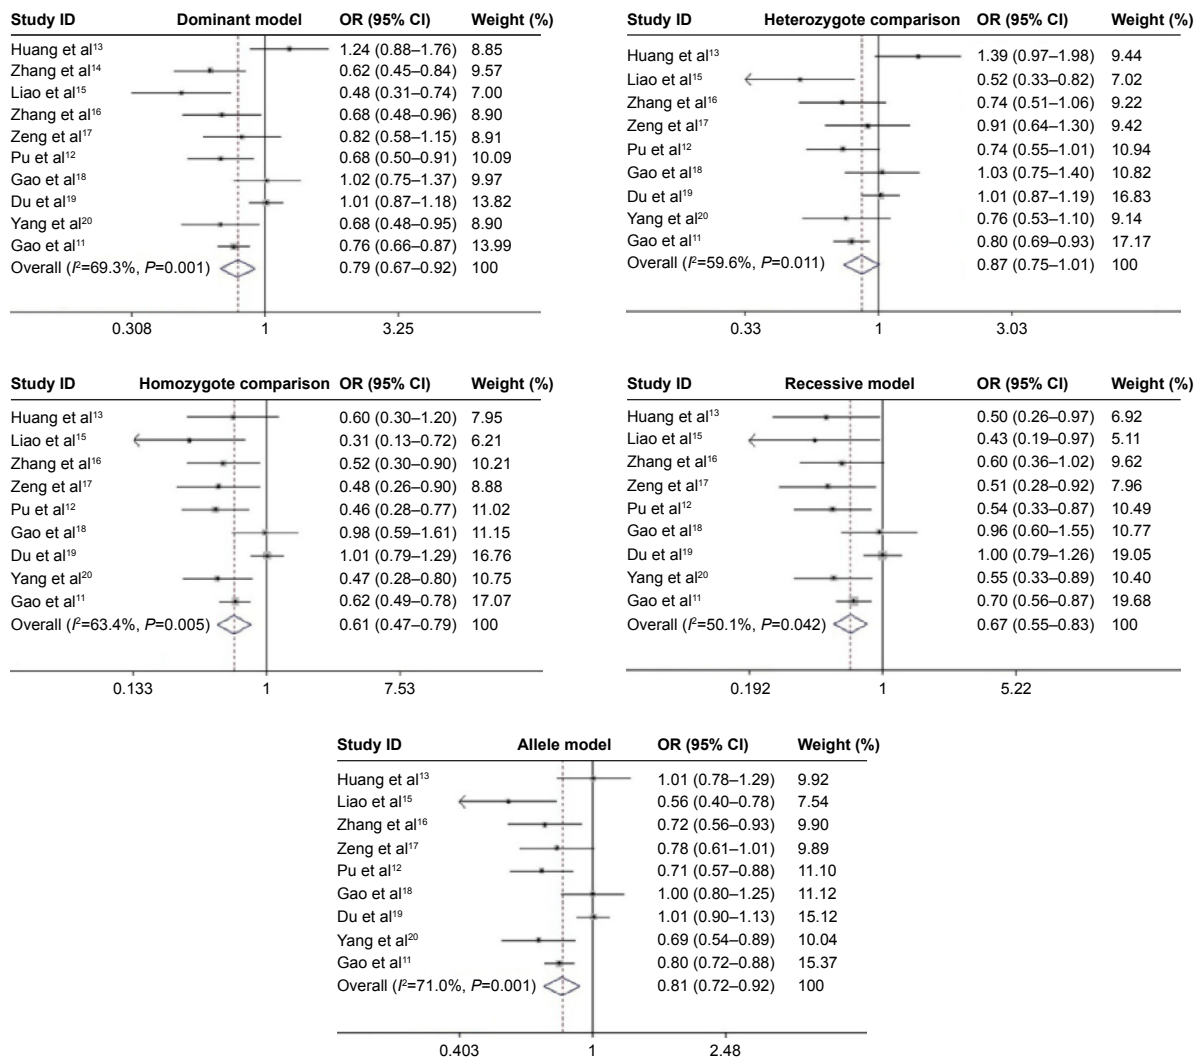 Study ID Dominant model OR (95% CI) Weight (%)
Huang et al¹³ 1.24 (0.88–1.76) 8.85
Zhang et al¹⁴ 0.62 (0.45–0.84) 9.57
Liao et al¹⁵ 0.48 (0.31–0.74) 7.00
Zhang et al¹⁶ 0.68 (0.48–0.96) 8.90
Zeng et al¹⁷ 0.82 (0.58–1.15) 8.91
Pu et al¹² 0.68 (0.50–0.91) 10.09
Gao et al¹⁸ 1.02 (0.75–1.37) 9.97
Du et al¹⁹ 1.01 (0.87–1.18) 13.82
Yang et al²⁰ 0.68 (0.48–0.95) 8.90
Gao et al¹¹ 0.76 (0.66–0.87) 13.99
Overall (I²=69.3%, P=0.001) 0.79 (0.67–0.92) 100
0.308 1 3.25
Study ID Heterozygote comparison OR (95% CI) Weight (%)
Huang et al¹³ 1.39 (0.97–1.98) 9.44
Liao et al¹⁵ 0.52 (0.33–0.82) 7.02
Zhang et al¹⁶ 0.74 (0.51–1.06) 9.22
Zeng et al¹⁷ 0.91 (0.64–1.30) 9.42
Pu et al¹² 0.74 (0.55–1.01) 10.94
Gao et al¹⁸ 1.03 (0.75–1.40) 10.82
Du et al¹⁹ 1.01 (0.87–1.19) 16.83
Yang et al²⁰ 0.76 (0.53–1.10) 9.14
Gao et al¹¹ 0.80 (0.69–0.93) 17.17
Overall (I²=59.6%, P=0.011) 0.87 (0.75–1.01) 100
0.33 1 3.03
Study ID Homozygote comparison OR (95% CI) Weight (%)
Huang et al¹³ 0.60 (0.30–1.20) 7.95
Liao et al¹⁵ 0.31 (0.13–0.72) 6.21
Zhang et al¹⁶ 0.52 (0.30–0.90) 10.21
Zeng et al¹⁷ 0.48 (0.26–0.90) 8.88
Pu et al¹² 0.46 (0.28–0.77) 11.02
Gao et al¹⁸ 0.98 (0.59–1.61) 11.15
Du et al¹⁹ 1.01 (0.79–1.29) 16.76
Yang et al²⁰ 0.47 (0.28–0.80) 10.75
Gao et al¹¹ 0.62 (0.49–0.78) 17.07
Overall (I²=63.4%, P=0.005) 0.61 (0.47–0.79) 100
0.133 1 7.53
Study ID Recessive model OR (95% CI) Weight (%)
Huang et al¹³ 0.50 (0.26–0.97) 6.92
Liao et al¹⁵ 0.43 (0.19–0.97) 5.11
Zhang et al¹⁶ 0.60 (0.36–1.02) 9.62
Zeng et al¹⁷ 0.51 (0.28–0.92) 7.96
Pu et al¹² 0.54 (0.33–0.87) 10.49
Gao et al¹⁸ 0.96 (0.60–1.55) 10.77
Du et al¹⁹ 1.00 (0.79–1.26) 19.05
Yang et al²⁰ 0.55 (0.33–0.89) 10.40
Gao et al¹¹ 0.70 (0.56–0.87) 19.68
Overall (I²=50.1%, P=0.042) 0.67 (0.55–0.83) 100
0.192 1 5.22
Study ID Allele model OR (95% CI) Weight (%)
Huang et al¹³ 1.01 (0.78–1.29) 9.92
Liao et al¹⁵ 0.56 (0.40–0.78) 7.54
Zhang et al¹⁶ 0.72 (0.56–0.93) 9.90
Zeng et al¹⁷ 0.78 (0.61–1.01) 9.89
Pu et al¹² 0.71 (0.57–0.88) 11.10
Gao et al¹⁸ 1.00 (0.80–1.25) 11.12
Du et al¹⁹ 1.01 (0.90–1.13) 15.12
Yang et al²⁰ 0.69 (0.54–0.89) 10.04
Gao et al¹¹ 0.80 (0.72–0.88) 15.37
Overall (I²=71.0%, P=0.001) 0.81 (0.72–0.92) 100
0.403 1 2.48